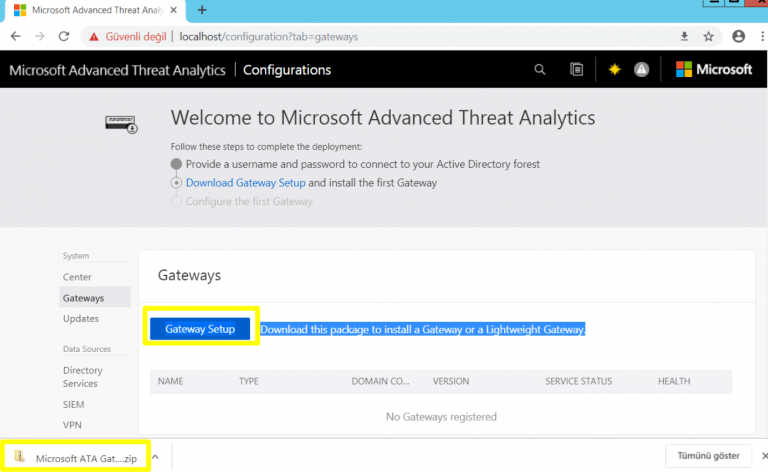 Microsoft Advanced Threat Analy
Güvenli değil | localhost/configuration?tab=gateways
Microsoft Advanced Threat Analytics | Configurations
Microsoft
Welcome to Microsoft Advanced Threat Analytics
Follow these steps to complete the deployment:
Provide a username and password to connect to your Active Directory forest
Download Gateway Setup and install the first Gateway
Configure the first Gateway
System
Center
Gateways
Updates
Data Sources
Directory
Services
SIEM
VPN
Gateways
Gateway Setup
Download this package to install a Gateway or a Lightweight Gateway.
NAME TYPE DOMAIN CO... VERSION SERVICE STATUS HEALTH
No Gateways registered
Microsoft ATA Gat....zip
Tümünü göster